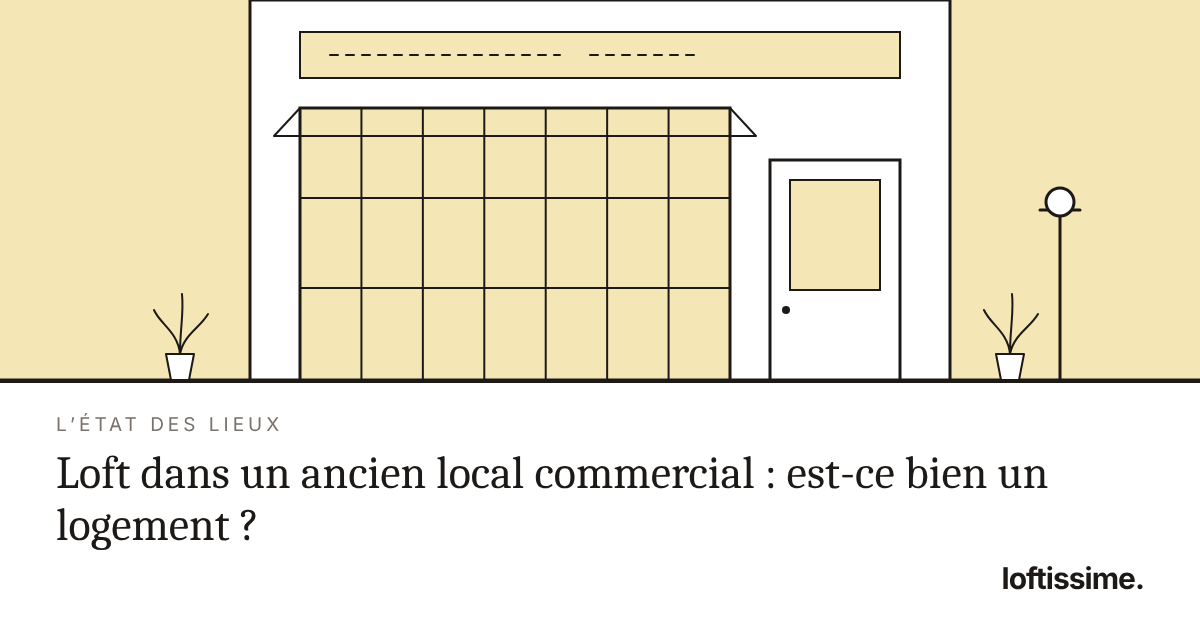 L’ÉTAT DES LIEUX
Loft dans un ancien local commercial : est-ce bien un
logement ?
loftissime.